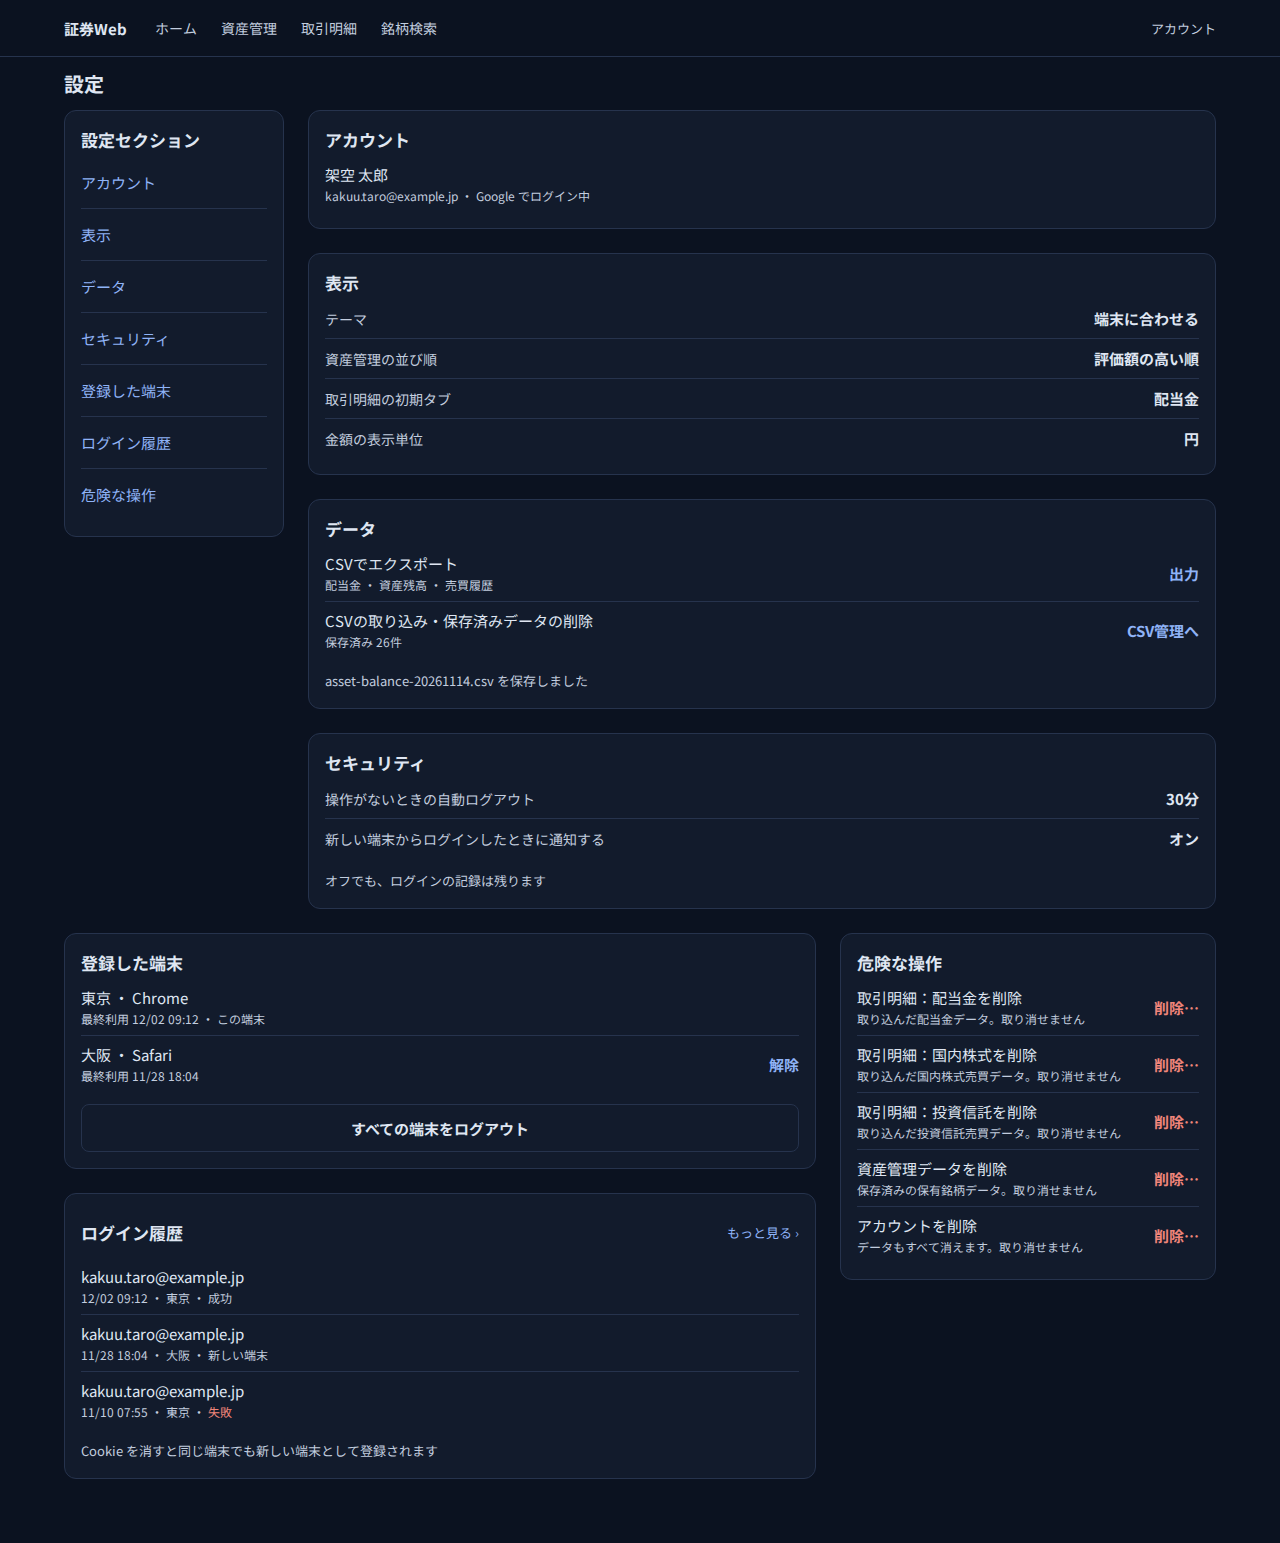 証券Web
ホーム
資産管理
取引明細
銘柄検索
アカウント
設定
設定セクション
アカウント
表示
データ
セキュリティ
登録した端末
ログイン履歴
危険な操作
アカウント
架空 太郎
kakuu.taro@example.jp ・ Google でログイン中
表示
テーマ 端末に合わせる
資産管理の並び順 評価額の高い順
取引明細の初期タブ 配当金
金額の表示単位 円
データ
CSVでエクスポート
配当金 ・ 資産残高 ・ 売買履歴
出力
CSVの取り込み・保存済みデータの削除
保存済み 26件
CSV管理へ
asset-balance-20261114.csv を保存しました
セキュリティ
操作がないときの自動ログアウト 30分
新しい端末からログインしたときに通知する オン
オフでも、ログインの記録は残ります
登録した端末
東京 ・ Chrome
最終利用 12/02 09:12 ・ この端末
大阪 ・ Safari
最終利用 11/28 18:04
解除
すべての端末をログアウト
ログイン履歴
もっと見る ›
kakuu.taro@example.jp
12/02 09:12 ・ 東京 ・ 成功
kakuu.taro@example.jp
11/28 18:04 ・ 大阪 ・ 新しい端末
kakuu.taro@example.jp
11/10 07:55 ・ 東京 ・ 失敗
Cookie を消すと同じ端末でも新しい端末として登録されます
危険な操作
取引明細：配当金を削除
取り込んだ配当金データ。取り消せません
削除…
取引明細：国内株式を削除
取り込んだ国内株式売買データ。取り消せません
削除…
取引明細：投資信託を削除
取り込んだ投資信託売買データ。取り消せません
削除…
資産管理データを削除
保存済みの保有銘柄データ。取り消せません
削除…
アカウントを削除
データもすべて消えます。取り消せません
削除…